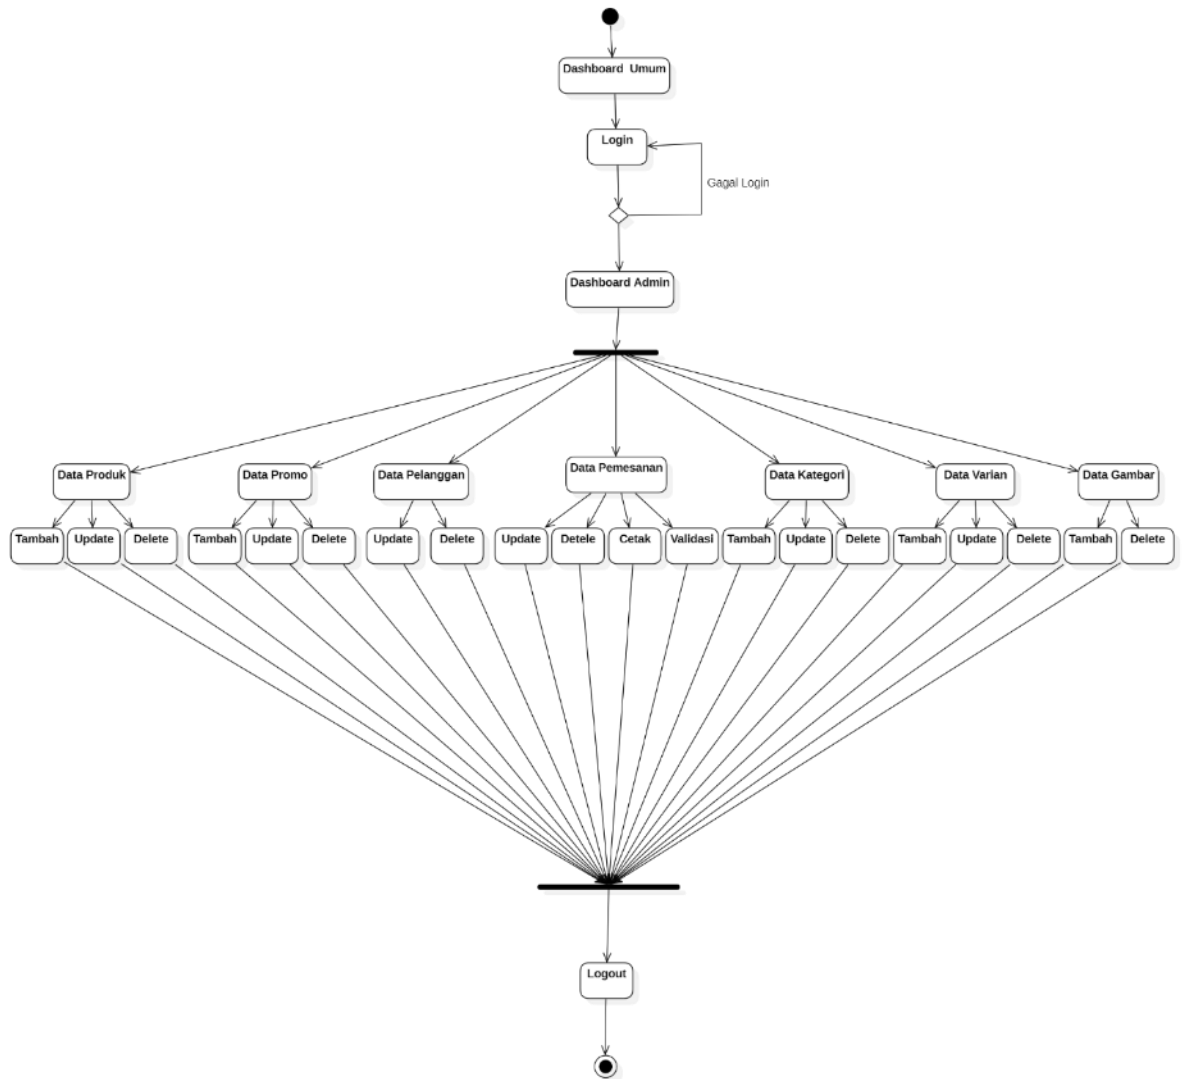 Dashboard Umum
Login
Gagal Login
Dashboard Admin
Data Produk
Data Promo
Data Pelanggan
Data Pemesanan
Data Kategori
Data Varian
Data Gambar
Tambah
Update
Delete
Tambah
Update
Delete
Update
Delete
Update
Detele
Cetak
Validasi
Tambah
Update
Delete
Tambah
Update
Delete
Tambah
Delete
Logout